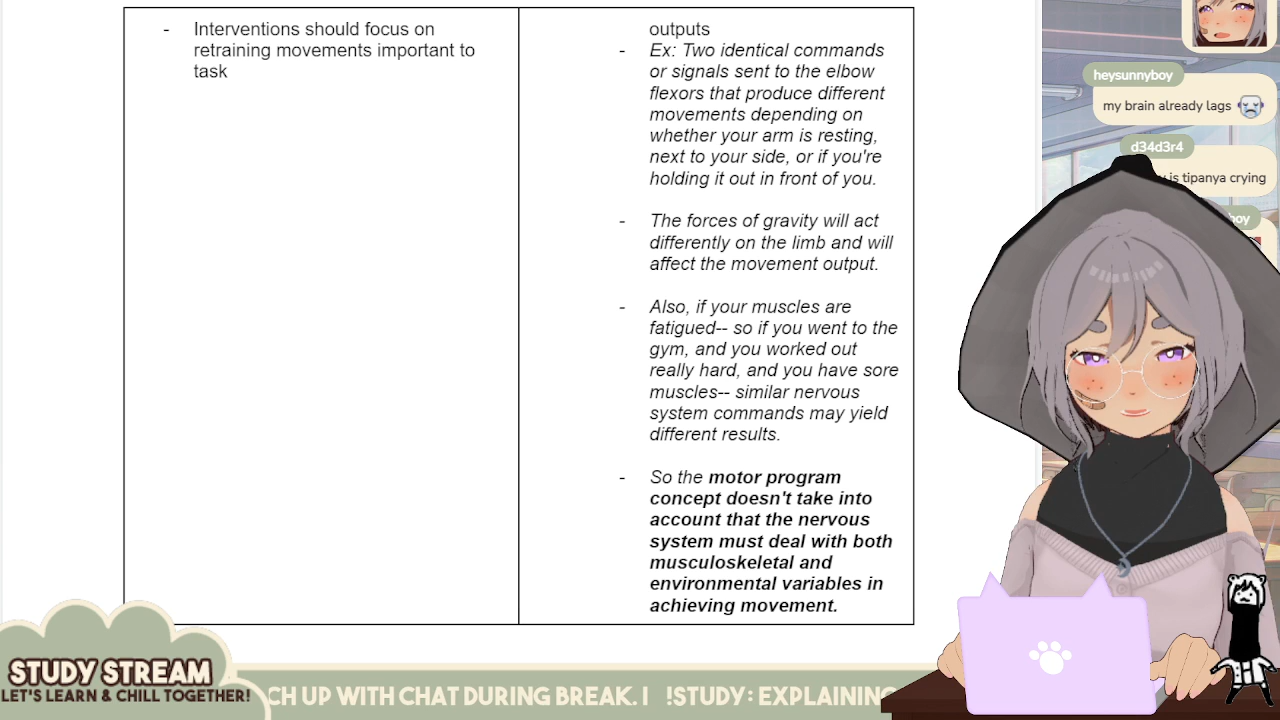 - Interventions should focus on
retraining movements important to
task
outputs
- Ex: Two identical commands
or signals sent to the elbow
flexors that produce different
movements depending on
whether your arm is resting,
next to your side, or if you're
holding it out in front of you.
- The forces of gravity will act
differently on the limb and will
affect the movement output.
- Also, if your muscles are
fatigued-- so if you went to the
gym, and you worked out
really hard, and you have sore
muscles-- similar nervous
system commands may yield
different results.
- So the motor program
concept doesn't take into
account that the nervous
system must deal with both
musculoskeletal and
environmental variables in
achieving movement.
heysunnyboy
my brain already lags
d34d3r4
is tipanya crying
boy
STUDY STREAM
LET'S LEARN & CHILL TOGETHER!
CH UP WITH CHAT DURING BREAK. | !STUDY: EXPLAINING